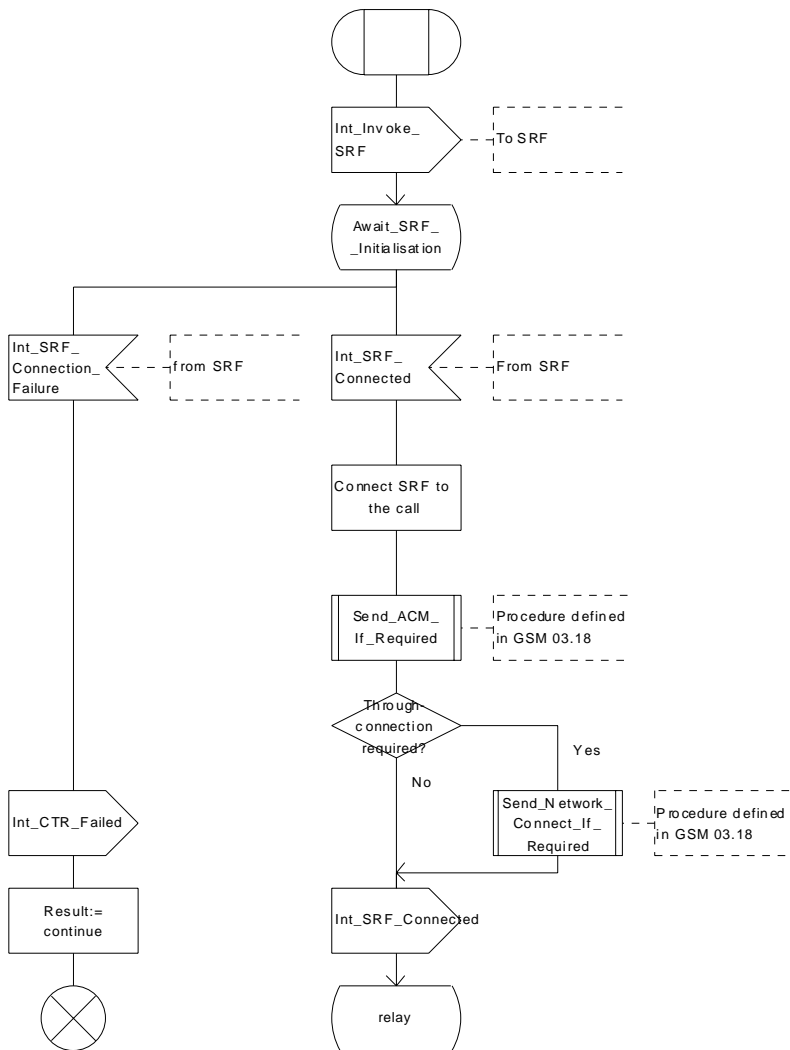 Int_Invoke_
SRF
To SRF
Await_SRF_
_Initialisation
Int_SRF_
Connection_
Failure
from SRF
Int_SRF_
Connected
From SRF
Connect SRF to
the call
Send_ACM_
If_Required
Procedure defined
in GSM 03.18
Through-
connection
required?
Yes
No
Int_CTR_Failed
Send_Network_
Connect_If_
Required
Procedure defined
in GSM 03.18
Result:=
continue
Int_SRF_Connected
relay